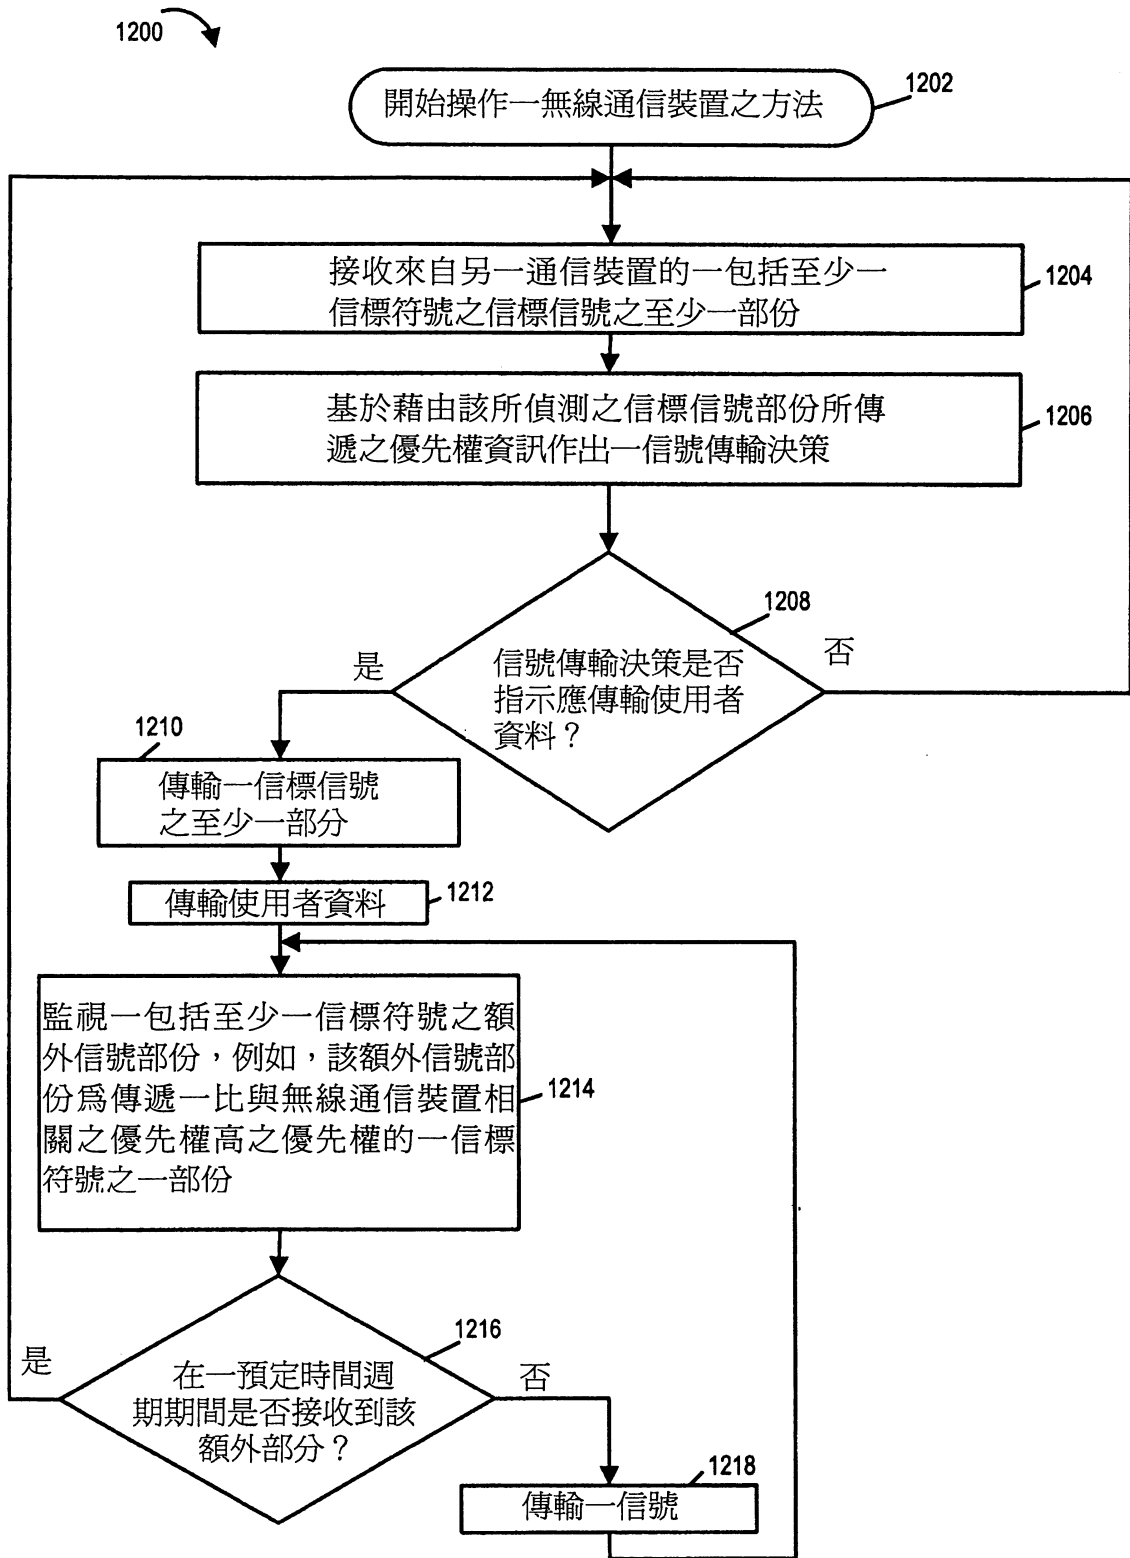 1200
開始操作一無線通信裝置之方法
1202
接收來自另一通信裝置的一包括至少一
信標符號之信標信號之至少一部份
1204
基於藉由該所偵測之信標信號部份所傳
遞之優先權資訊作出一信號傳輸決策
1206
1208
信號傳輸決策是否
指示應傳輸使用者
資料？
是
否
1210
傳輸一信標信號
之至少一部分
傳輸使用者資料
1212
監視一包括至少一信標符號之額
外信號部份，例如，該額外信號部
份爲傳遞一比與無線通信裝置相
關之優先權高之優先權的一信標
符號之一部份
1214
1216
在一預定時間週
期期間是否接收到該
額外部分？
是
否
1218
傳輸一信號